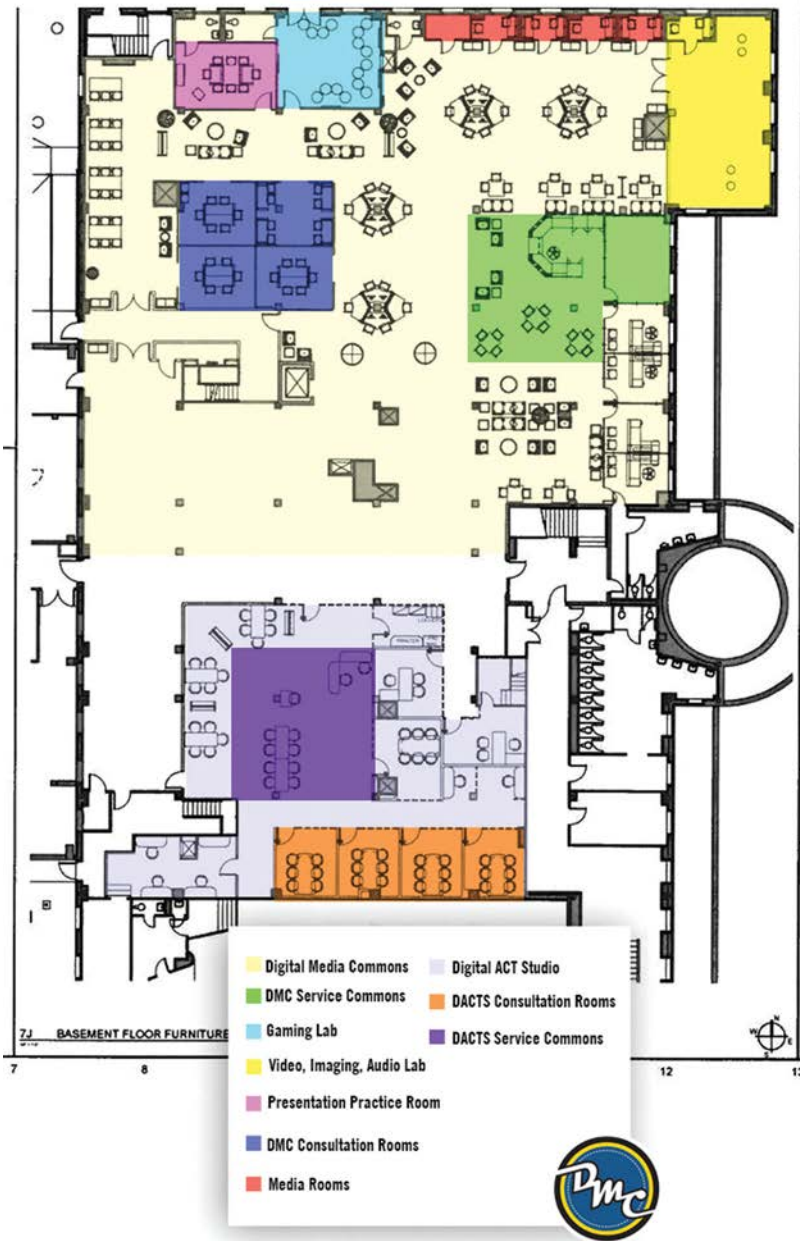 7J BASEMENT FLOOR FURNITURE
7
8
12
Digital Media Commons
DMC Service Commons
Gaming Lab
Video, Imaging, Audio Lab
Presentation Practice Room
DMC Consultation Rooms
Media Rooms
Digital ACT Studio
DACTS Consultation Rooms
DACTS Service Commons
N
W
E
S
DMC